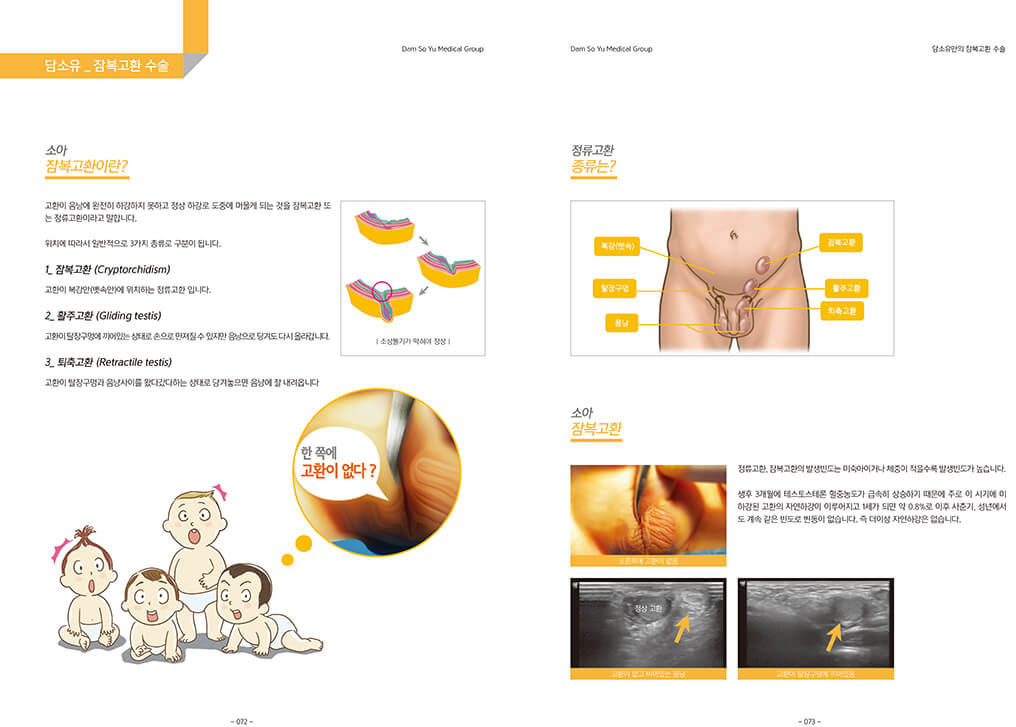 담소유 _ 잠복고환 수술
Dam So Yu Medical Group
소아
잠복고환이란?
고환이 음낭에 완전히 하강하지 못하고 정상 하강로 도중에 머물게 되는 것을 잠복고환 또
는 정류고환이라고 말합니다.
위치에 따라서 일반적으로 3가지 종류로 구분이 됩니다.
1_ 잠복고환 (Cryptorchidism)
고환이 복강안(뱃속안)에 위치하는 정류고환 입니다.
2_ 활주고환 (Gliding testis)
고환이 탈장구멍에 끼어있는 상태로 손으로 만져질 수 있지만 음낭으로 당겨도 다시 올라갑니다.
3_ 퇴축고환 (Retractile testis)
고환이 탈장구멍과 음낭사이를 왔다갔다하는 상태로 당겨놓으면 음낭에 잘 내려옵니다
| 소상돌기가 막혀야 정상 |
한 쪽에
고환이 없다 ?
- 072 -
Dam So Yu Medical Group
담소유만의 잠복고환 수술
정류고환
종류는?
복강(뱃속)
탈장구멍
음낭
잠복고환
활주고환
퇴축고환
소아
잠복고환
정류고환, 잠복고환의 발생빈도는 미숙아이거나 체중이 적을수록 발생빈도가 높습니다.
생후 3개월에 테스토스테론 혈중농도가 급속히 상승하기 때문에 주로 이 시기에 미
하강된 고환의 자연하강이 이루어지고 1세가 되면 약 0.8%로 이후 사춘기, 성년에서
도 계속 같은 빈도로 변동이 없습니다. 즉 더이상 자연하강은 없습니다.
오른쪽에 고환이 없음
정상 고환
고환이 없고 비어있는 음낭
고환이 탈장구멍에 끼어있음
- 073 -